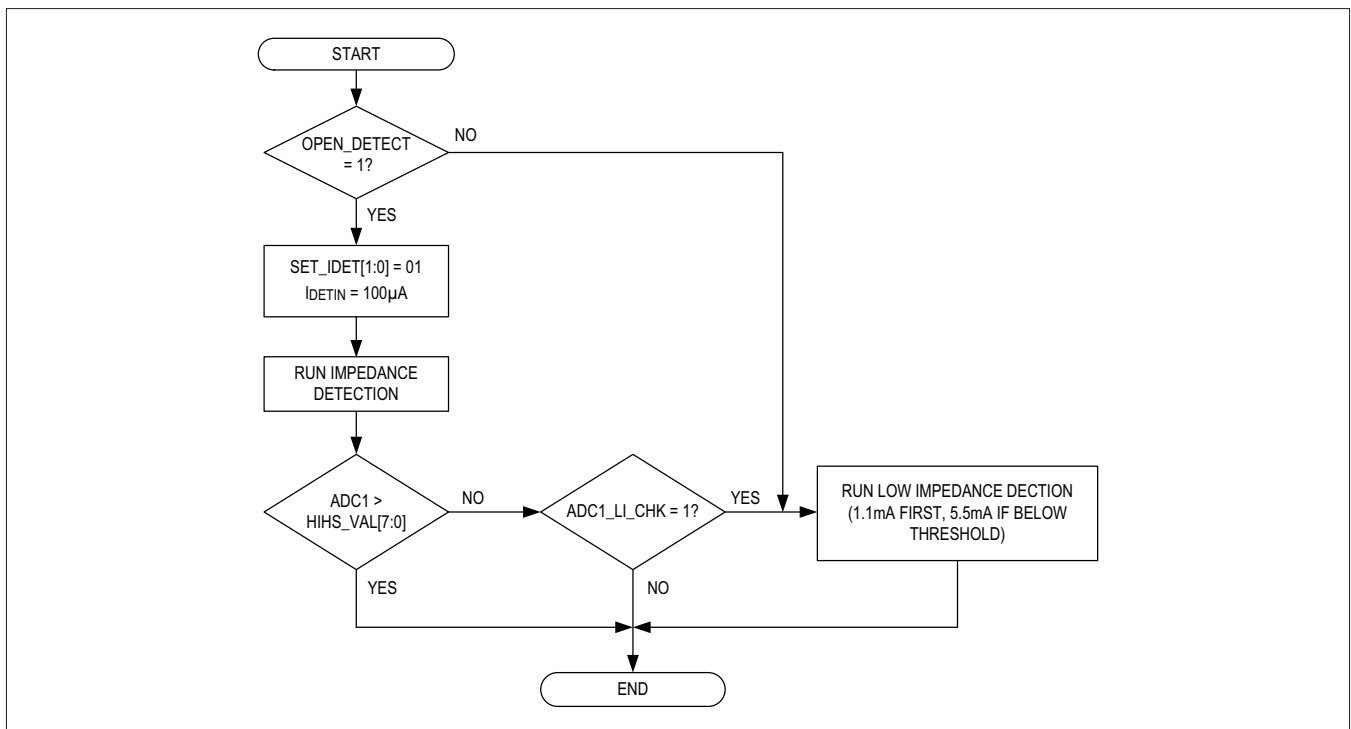 START
OPEN_DETECT
= 1?
NO
YES
SET_IDET[1:0] = 01
IDETIN = 100µA
RUN IMPEDANCE
DETECTION
ADC1 >
HIHS_VAL[7:0]
NO
YES
ADC1_LI_CHK = 1?
YES
NO
RUN LOW IMPEDANCE DECTION
(1.1mA FIRST, 5.5mA IF BELOW
THRESHOLD)
END